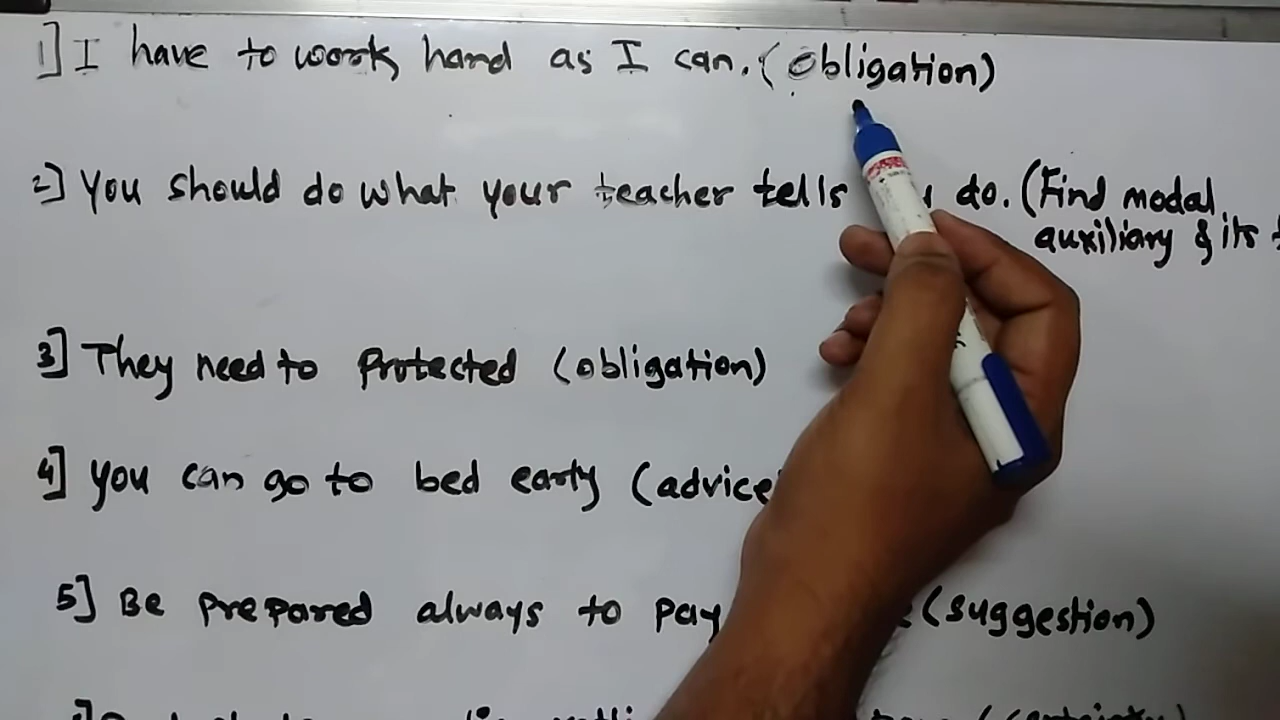 1] I have to work hard as I can. (Obligation)
2] You should do what your teacher tells do. (Find modal
auxiliary & its
3] They need to protected (obligation)
4] You can go to bed early (advice
5] Be prepared always to pay (suggestion)